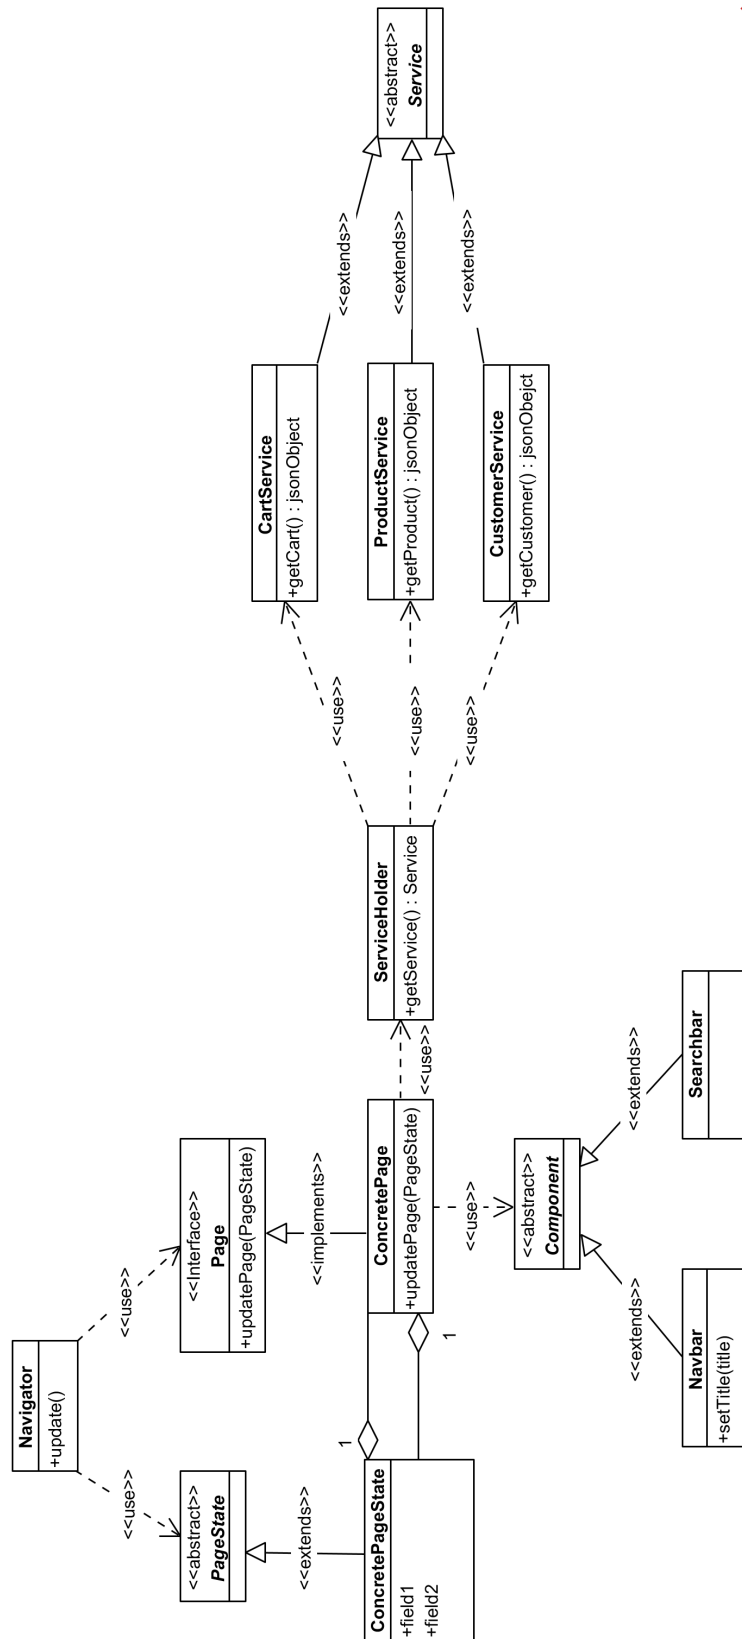 Navigator
+update()
<<use>>
<<use>>
<<abstract>>
PageState
<<Interface>>
Page
+updatePage(PageState)
<<extends>>
<<implements>>
ConcretePageState
+field1
+field2
1
1
ConcretePage
+updatePage(PageState)
<<use>>
<<use>>
<<abstract>>
Component
<<extends>>
<<extends>>
Navbar
+setTitle(title)
Searchbar
ServiceHolder
+getService() : Service
<<use>>
<<use>>
<<use>>
CartService
+getCart() : jsonObject
ProductService
+getProduct() : jsonObject
CustomerService
+getCustomer() : jsonObejct
<<extends>>
<<extends>>
<<extends>>
<<abstract>>
Service